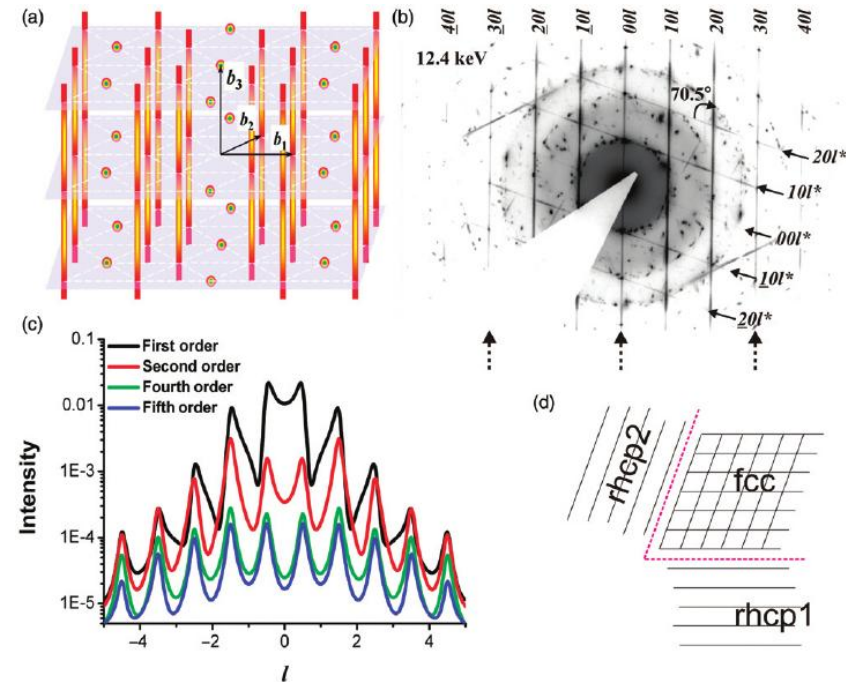 (a)
b3
b2
b1
(b)
40l 30l 20l 10l 00l 10l 20l 30l 40l
12.4 keV
70.5°
20l*
10l*
00l*
10l*
20l*
(c)
0.1
0.01
1E-3
1E-4
1E-5
Intensity
First order
Second order
Fourth order
Fifth order
−4 −2 0 2 4
l
(d)
rhcp2
fcc
rhcp1